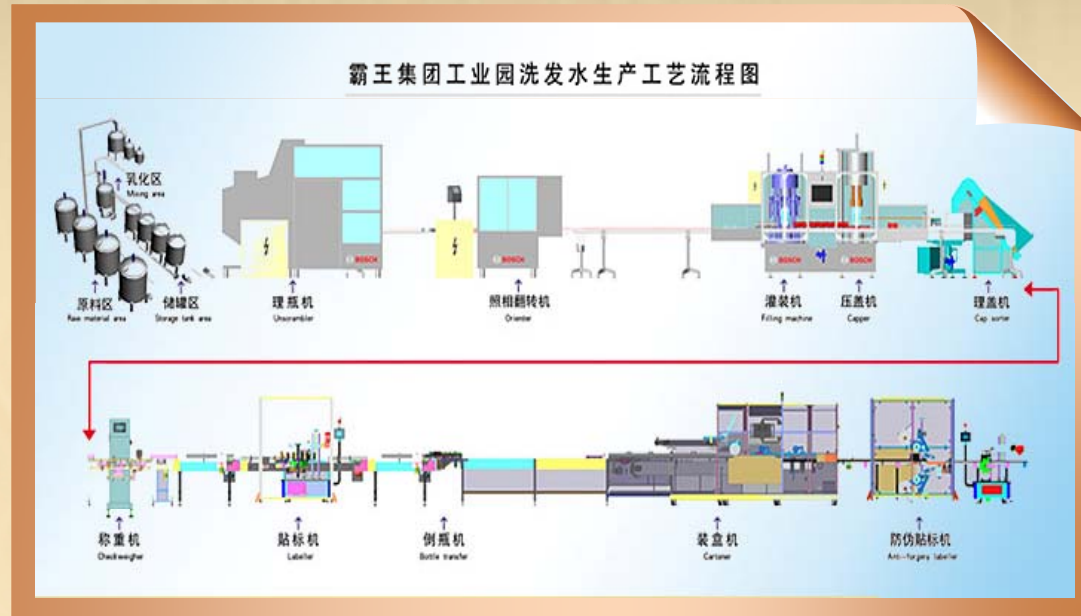 霸王集团工业园洗发水生产工艺流程图
乳化区
Mixing area
原料区
Raw material area
储罐区
Storage tank area
理瓶机
Unscrambler
照相翻转机
Orienter
灌装机
Filling machine
压盖机
Capper
理盖机
Cap sorter
BOSCH
BOSCH
BOSCH
BOSCH
称重机
Checkweigher
贴标机
Labeller
倒瓶机
Bottle transfer
装盒机
Cartoner
防伪贴标机
Anti-forgery labeller